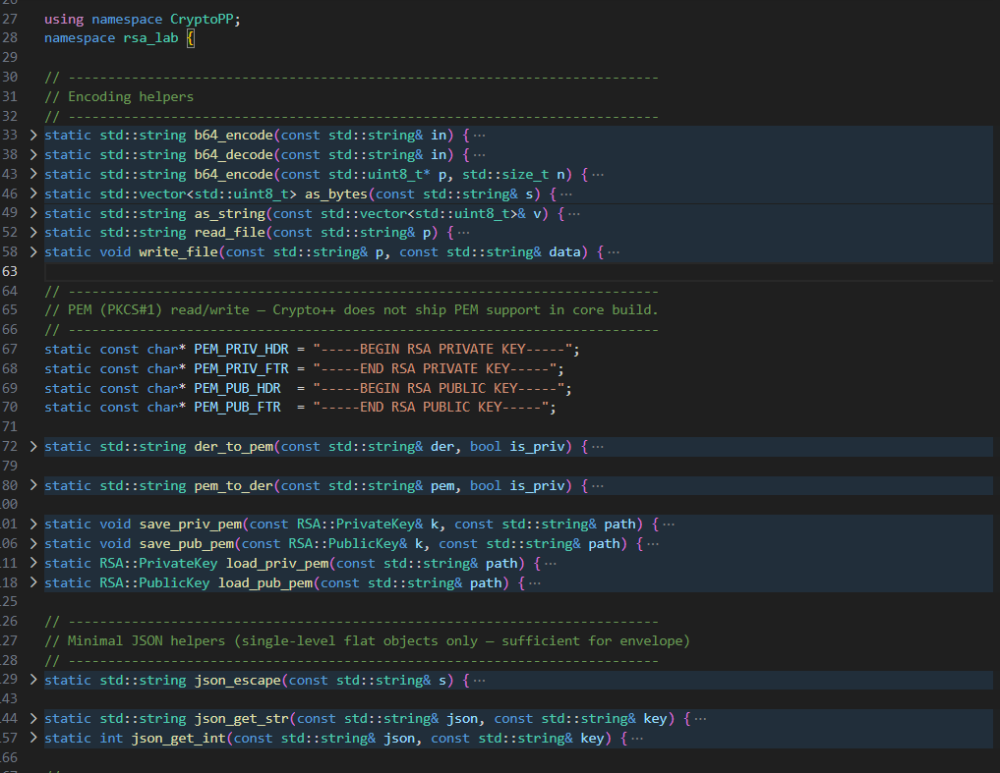 27 using namespace CryptoPP;
28 namespace rsa_lab {
29
30 // ---------------------------------------------------------------------------
31 // Encoding helpers
32 // ---------------------------------------------------------------------------
33 > static std::string b64_encode(const std::string& in) { ···
38 > static std::string b64_decode(const std::string& in) { ···
43 > static std::string b64_encode(const std::uint8_t* p, std::size_t n) { ···
46 > static std::vector<std::uint8_t> as_bytes(const std::string& s) { ···
49 > static std::string as_string(const std::vector<std::uint8_t>& v) { ···
52 > static std::string read_file(const std::string& p) { ···
58 > static void write_file(const std::string& p, const std::string& data) { ···
63
64 // ---------------------------------------------------------------------------
65 // PEM (PKCS#1) read/write — Crypto++ does not ship PEM support in core build.
66 // ---------------------------------------------------------------------------
67 static const char* PEM_PRIV_HDR = "-----BEGIN RSA PRIVATE KEY-----";
68 static const char* PEM_PRIV_FTR = "-----END RSA PRIVATE KEY-----";
69 static const char* PEM_PUB_HDR  = "-----BEGIN RSA PUBLIC KEY-----";
70 static const char* PEM_PUB_FTR  = "-----END RSA PUBLIC KEY-----";
71
72 > static std::string der_to_pem(const std::string& der, bool is_priv) { ···
79
80 > static std::string pem_to_der(const std::string& pem, bool is_priv) { ···
00
01 > static void save_priv_pem(const RSA::PrivateKey& k, const std::string& path) { ···
06 > static void save_pub_pem(const RSA::PublicKey& k, const std::string& path) { ···
11 > static RSA::PrivateKey load_priv_pem(const std::string& path) { ···
18 > static RSA::PublicKey load_pub_pem(const std::string& path) { ···
25
26 // ---------------------------------------------------------------------------
27 // Minimal JSON helpers (single-level flat objects only — sufficient for envelope)
28 // ---------------------------------------------------------------------------
29 > static std::string json_escape(const std::string& s) { ···
43
44 > static std::string json_get_str(const std::string& json, const std::string& key) { ···
57 > static int json_get_int(const std::string& json, const std::string& key) { ···
66